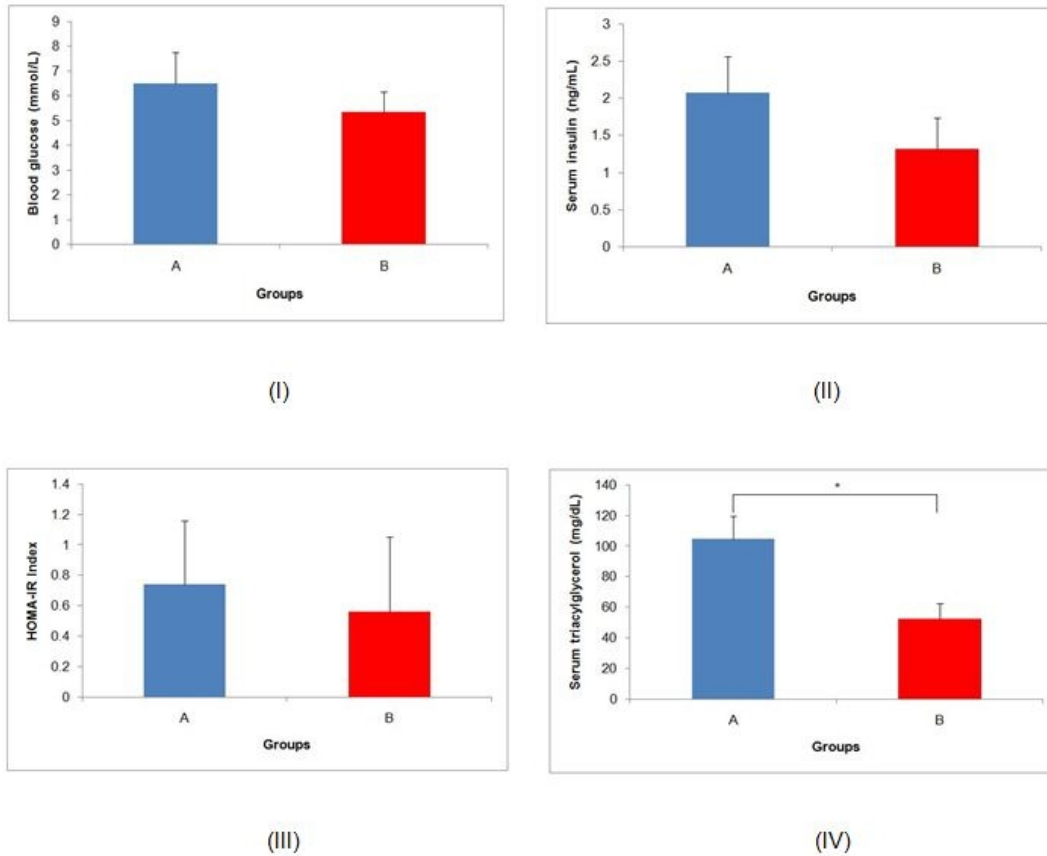 Blood glucose (mmol/L)
9
8
7
6
5
4
3
2
1
0
A B
Groups
(I)
Serum insulin (ng/mL)
3
2.5
2
1.5
1
0.5
0
A B
Groups
(II)
HOMA-IR Index
1.4
1.2
1
0.8
0.6
0.4
0.2
0
A B
Groups
(III)
Serum triacylglycerol (mg/dL)
140
120
100
80
60
40
20
0
*
A B
Groups
(IV)